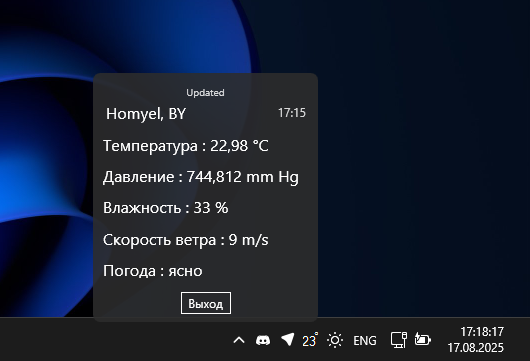 Updated
Homyel, BY 17:15
Температура : 22,98 °C
Давление : 744,812 mm Hg
Влажность : 33 %
Скорость ветра : 9 m/s
Погода : ясно
Выход
23° ENG 17:18:17
17.08.2025